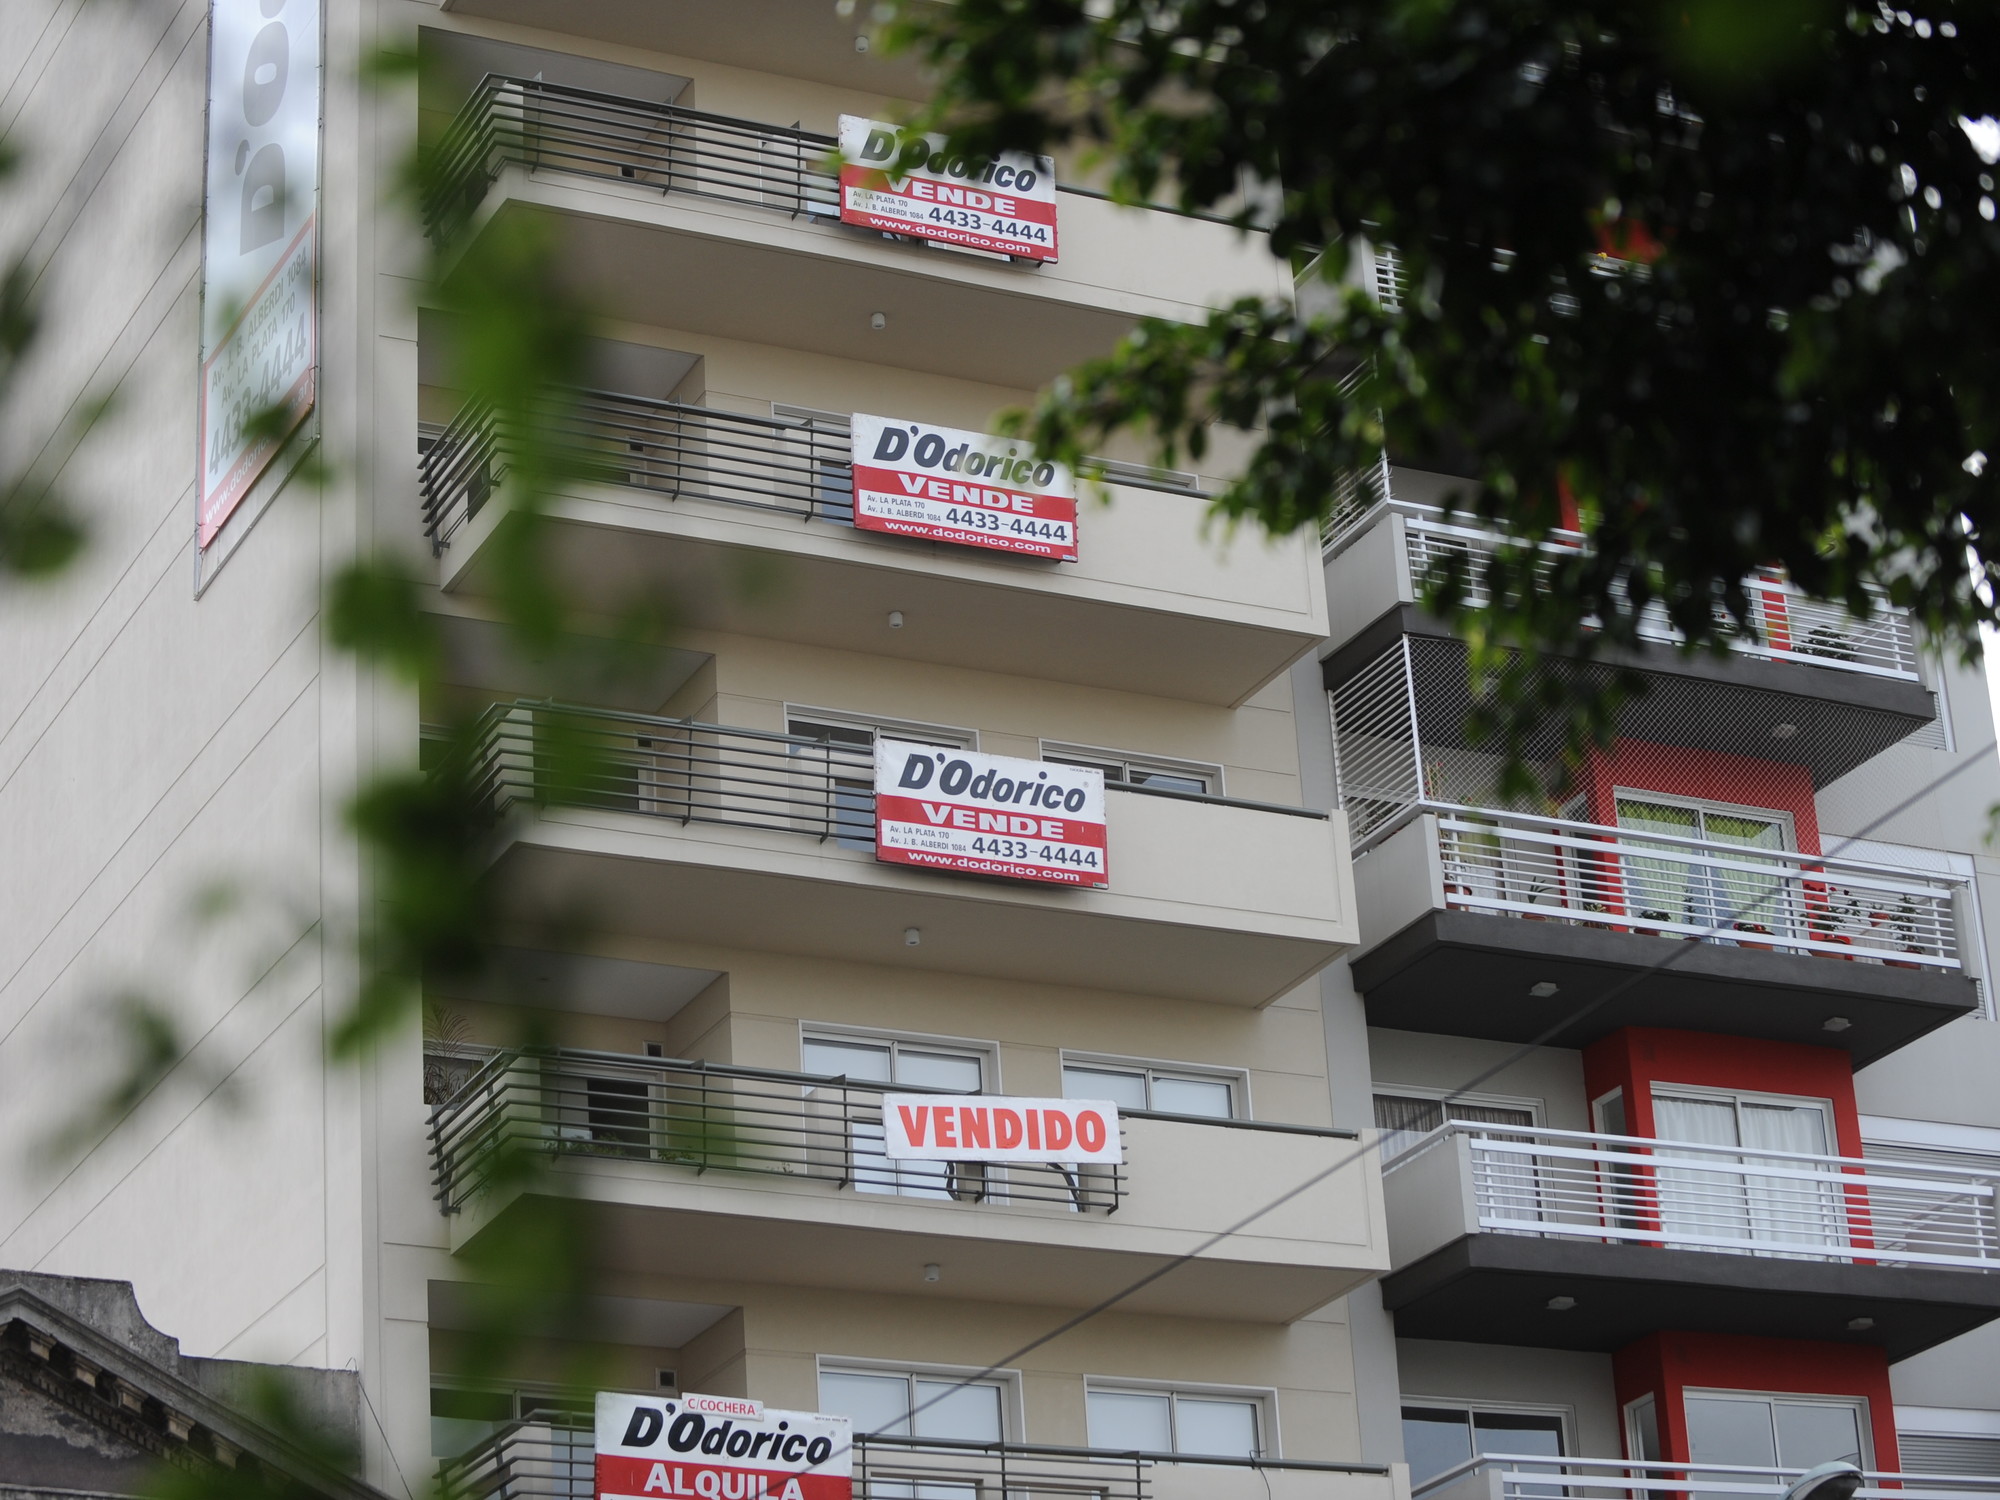 D'O
Av. J. B. ALBERDI 1084
Av. LA PLATA 170
4433-4444
D'Odorico
VENDE
Av. LA PLATA 170
Av. J. B. ALBERDI 1084 4433-4444
www.dodorico.com
D'Odorico
VENDE
Av. LA PLATA 170
Av. J. B. ALBERDI 1084 4433-4444
www.dodorico.com
D'Odorico
VENDE
Av. LA PLATA 170
Av. J. B. ALBERDI 1084 4433-4444
www.dodorico.com
VENDIDO
C/COCHERA
D'Odorico
ALQUILA